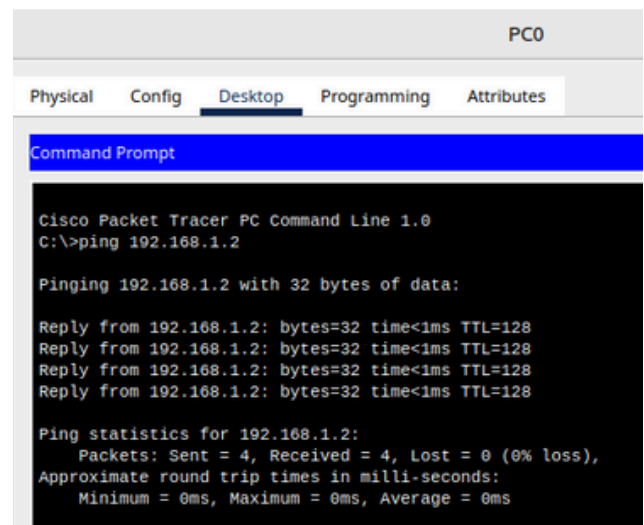 PC0
Physical Config Desktop Programming Attributes
Command Prompt
Cisco Packet Tracer PC Command Line 1.0
C:\>ping 192.168.1.2
Pinging 192.168.1.2 with 32 bytes of data:
Reply from 192.168.1.2: bytes=32 time<1ms TTL=128
Reply from 192.168.1.2: bytes=32 time<1ms TTL=128
Reply from 192.168.1.2: bytes=32 time<1ms TTL=128
Reply from 192.168.1.2: bytes=32 time<1ms TTL=128
Ping statistics for 192.168.1.2:
Packets: Sent = 4, Received = 4, Lost = 0 (0% loss),
Approximate round trip times in milli-seconds:
Minimum = 0ms, Maximum = 0ms, Average = 0ms